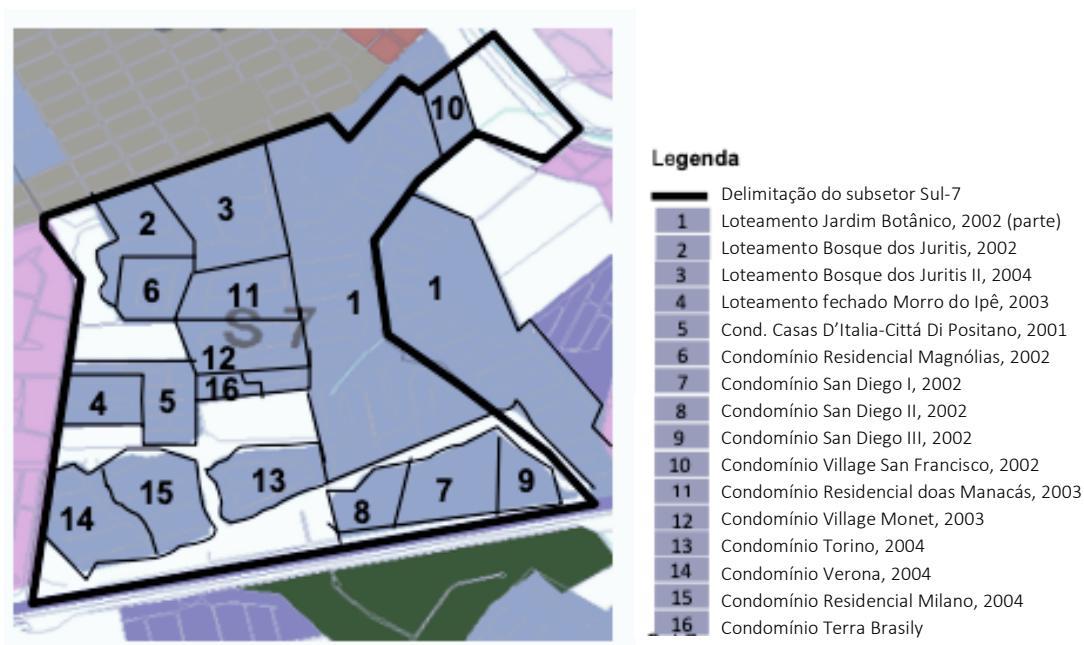 10
2
3
6
11
1
1
S 7
12
16
4
5
13
15
14
8
7
9
Legenda
Delimitação do subsetor Sul-7
1 Loteamento Jardim Botânico, 2002 (parte)
2 Loteamento Bosque dos Juritis, 2002
3 Loteamento Bosque dos Juritis II, 2004
4 Loteamento fechado Morro do Ipê, 2003
5 Cond. Casas D’Italia-Cittá Di Positano, 2001
6 Condomínio Residencial Magnólias, 2002
7 Condomínio San Diego I, 2002
8 Condomínio San Diego II, 2002
9 Condomínio San Diego III, 2002
10 Condomínio Village San Francisco, 2002
11 Condomínio Residencial doas Manacás, 2003
12 Condomínio Village Monet, 2003
13 Condomínio Torino, 2004
14 Condomínio Verona, 2004
15 Condomínio Residencial Milano, 2004
16 Condomínio Terra Brasily